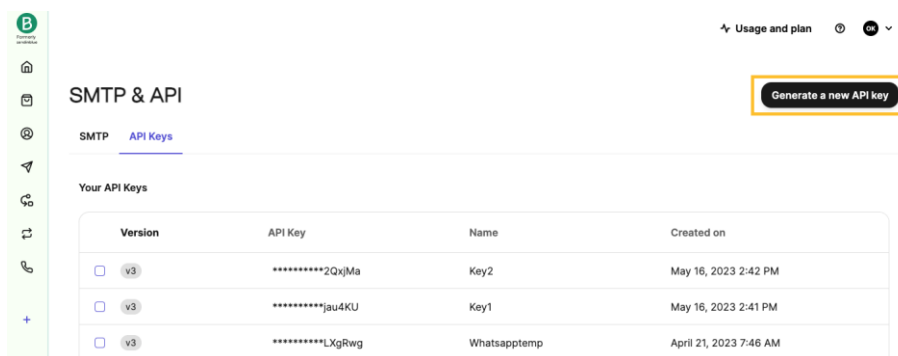 B
Formerly
sendinblue
Usage and plan
OK
SMTP & API
Generate a new API key
SMTP
API Keys
Your API Keys
Version API Key Name Created on
v3 **********2QxjMa Key2 May 16, 2023 2:42 PM
v3 **********jau4KU Key1 May 16, 2023 2:41 PM
v3 **********LXgRwg Whatsapptemp April 21, 2023 7:46 AM